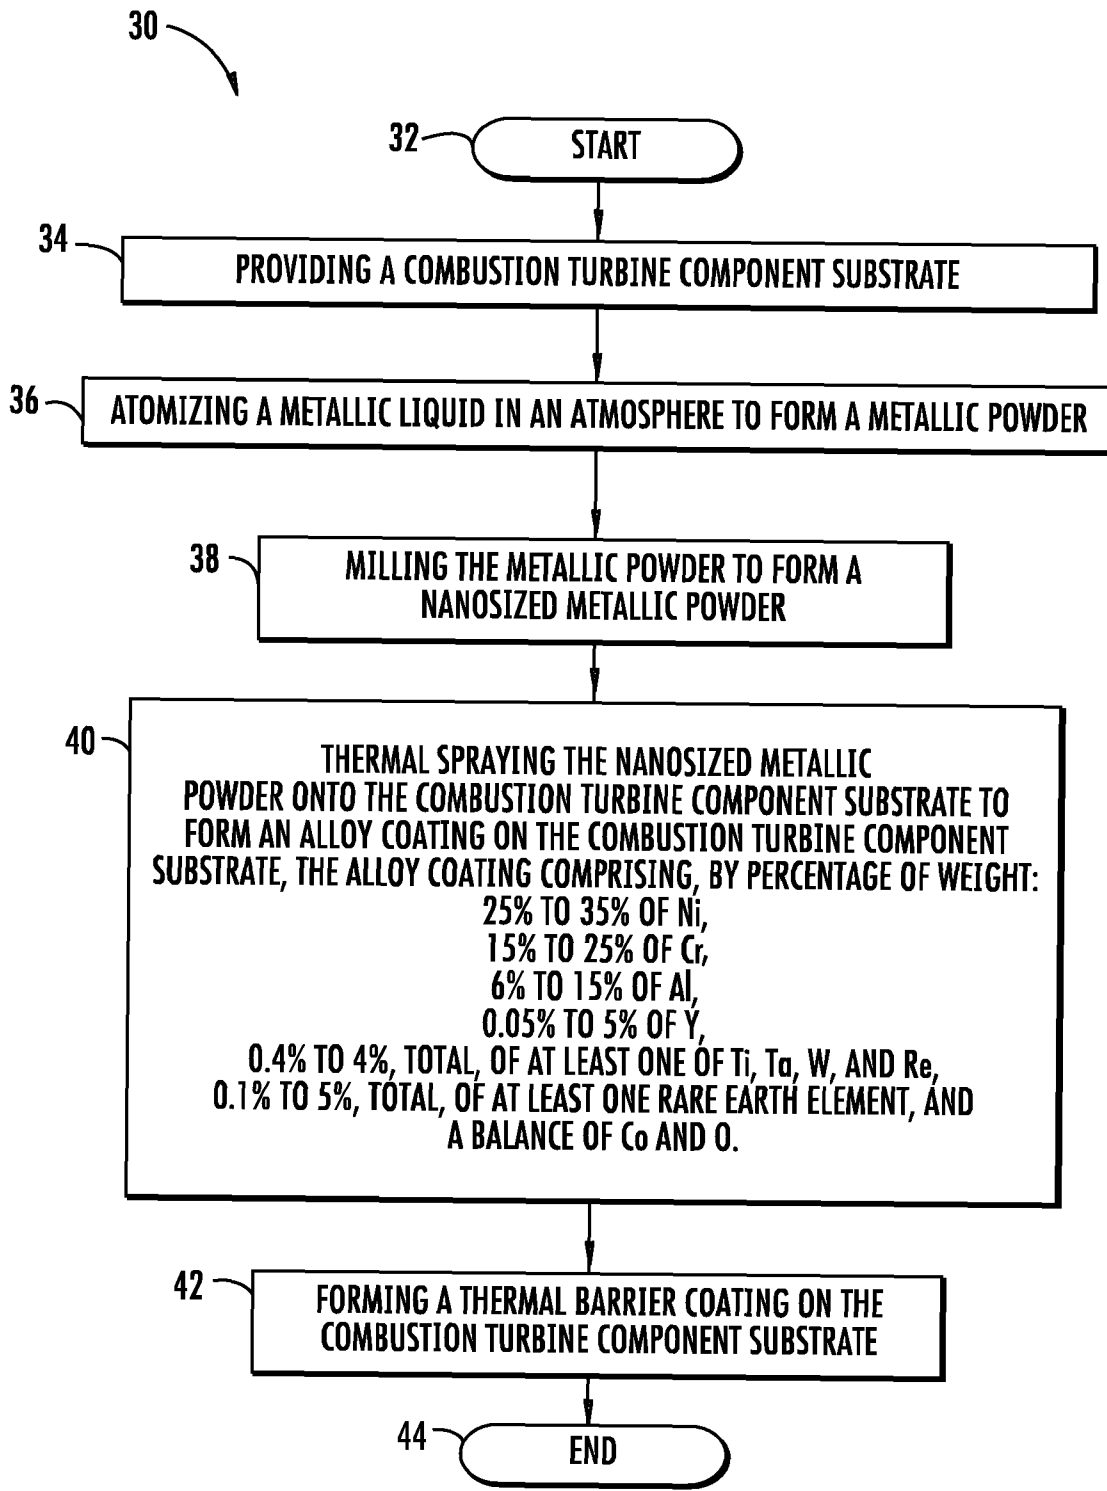 30
32
START
34
PROVIDING A COMBUSTION TURBINE COMPONENT SUBSTRATE
36
ATOMIZING A METALLIC LIQUID IN AN ATMOSPHERE TO FORM A METALLIC POWDER
38
MILLING THE METALLIC POWDER TO FORM A
NANOSIZED METALLIC POWDER
40
THERMAL SPRAYING THE NANOSIZED METALLIC
POWDER ONTO THE COMBUSTION TURBINE COMPONENT SUBSTRATE TO
FORM AN ALLOY COATING ON THE COMBUSTION TURBINE COMPONENT
SUBSTRATE, THE ALLOY COATING COMPRISING, BY PERCENTAGE OF WEIGHT:
25% TO 35% OF Ni,
15% TO 25% OF Cr,
6% TO 15% OF Al,
0.05% TO 5% OF Y,
0.4% TO 4%, TOTAL, OF AT LEAST ONE OF Ti, Ta, W, AND Re,
0.1% TO 5%, TOTAL, OF AT LEAST ONE RARE EARTH ELEMENT, AND
A BALANCE OF Co AND O.
42
FORMING A THERMAL BARRIER COATING ON THE
COMBUSTION TURBINE COMPONENT SUBSTRATE
44
END